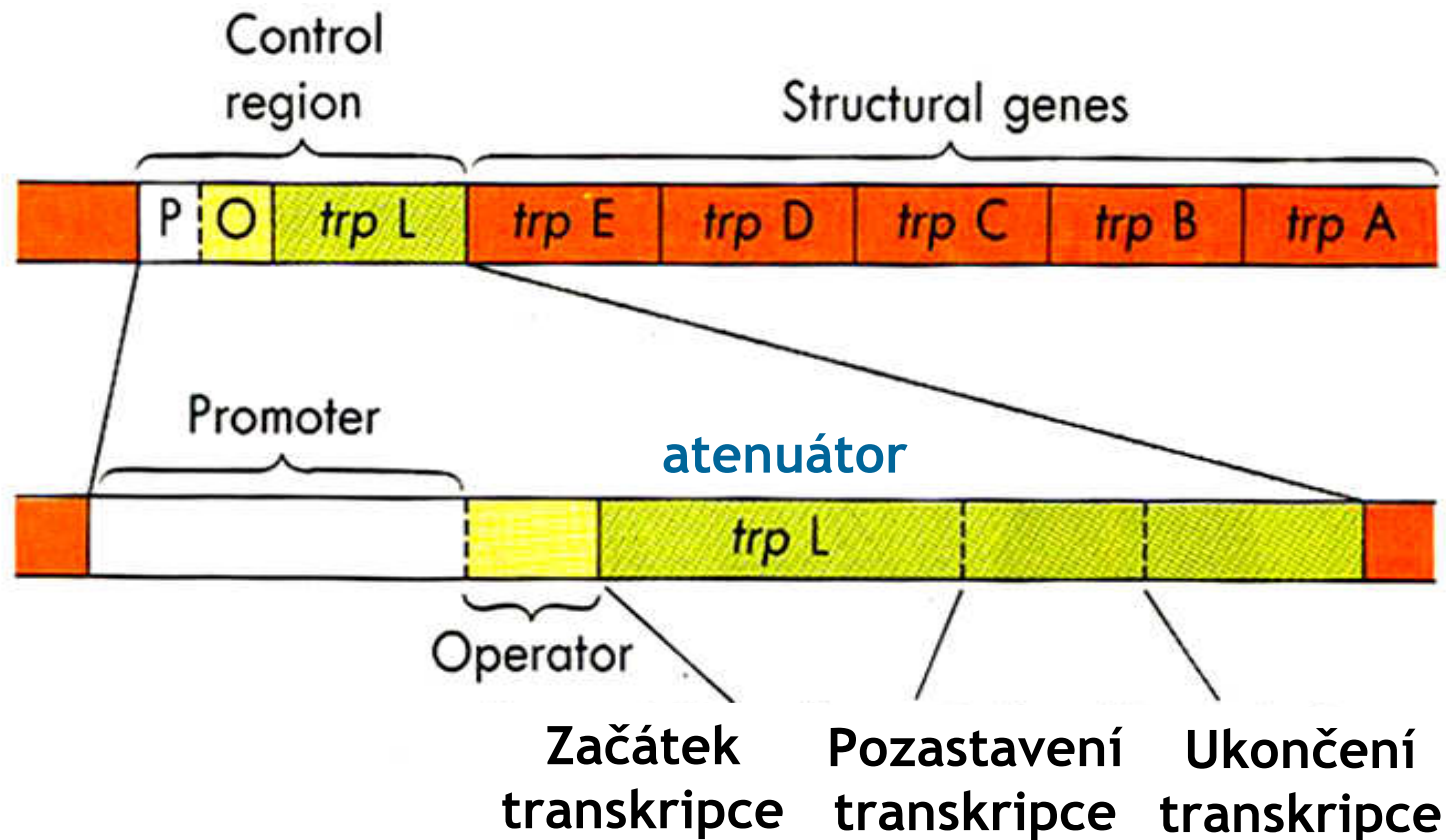 Control
region
Structural genes
P O trp L trp E trp D trp C trp B trp A
Promoter
atenuátor
trp L
Operator
Začátek
transkripce
Pozastavení
transkripce
Ukončení
transkripce